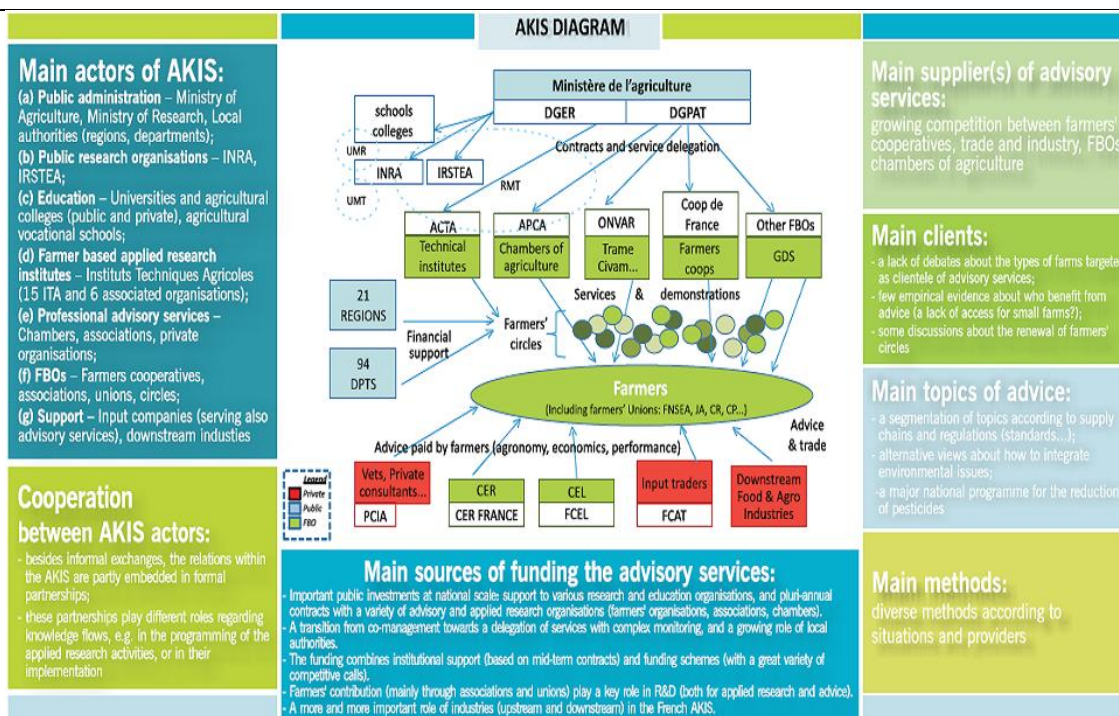 AKIS DIAGRAM
Main actors of AKIS:
(a) Public administration – Ministry of
Agriculture, Ministry of Research, Local
authorities (regions, departments);
(b) Public research organisations – INRA,
IRSTEA;
(c) Education – Universities and agricultural
colleges (public and private), agricultural
vocational schools;
(d) Farmer based applied research
institutes – Instituts Techniques Agricoles
(15 ITA and 6 associated organisations);
(e) Professional advisory services –
Chambers, associations, private
organisations;
(f) FBOs – Farmers cooperatives,
associations, unions, circles;
(g) Support – Input companies (serving also
advisory services), downstream industies
Cooperation
between AKIS actors:
- besides informal exchanges, the relations within
the AKIS are partly embedded in formal
partnerships;
- these partnerships play different roles regarding
knowledge flows, e.g. in the programming of the
applied research activities, or in their
implementation
Ministère de l'agriculture
DGER DGPAT
schools
colleges
UMR
INRA IRSTEA
UMT
RMT
Contracts and service delegation
ACTA
Technical
institutes
APCA
Chambers of
agriculture
ONVAR
Trame
Civam...
Coop de
France
Farmers
coops
Other FBOs
GDS
21
REGIONS
94
DPTS
Financial
support
Services & demonstrations
Farmers'
circles
Farmers
(Including farmers' Unions: FNSEA, JA, CR, CP...)
Advice paid by farmers (agronomy, economics, performance)
Advice
& trade
Legend
Private
Public
FBO
Vets, Private
consultants...
PCIA
CER
CER FRANCE
CEL
FCEL
Input traders
FCAT
Downstream
Food & Agro
Industries
Main sources of funding the advisory services:
- Important public investments at national scale: support to various research and education organisations, and pluri-annual
contracts with a variety of advisory and applied research organisations (farmers' organisations, associations, chambers).
- A transition from co-management towards a delegation of services with complex monitoring, and a growing role of local
authorities.
- The funding combines institutional support (based on mid-term contracts) and funding schemes (with a great variety of
competitive calls).
- Farmers' contribution (mainly through associations and unions) play a key role in R&D (both for applied research and advice).
- A more and more important role of industries (upstream and downstream) in the French AKIS.
Main supplier(s) of advisory
services:
growing competition between farmers'
cooperatives, trade and industry, FBOs
chambers of agriculture
Main clients:
- a lack of debates about the types of farms targete
as clientele of advisory services;
- few empirical evidence about who benefit from
advice (a lack of access for small farms?);
- some discussions about the renewal of farmers'
circles
Main topics of advice:
- a segmentation of topics according to supply
chains and regulations (standards...);
- alternative views about how to integrate
environmental issues;
-a major national programme for the reduction
of pesticides
Main methods:
diverse methods according to
situations and providers